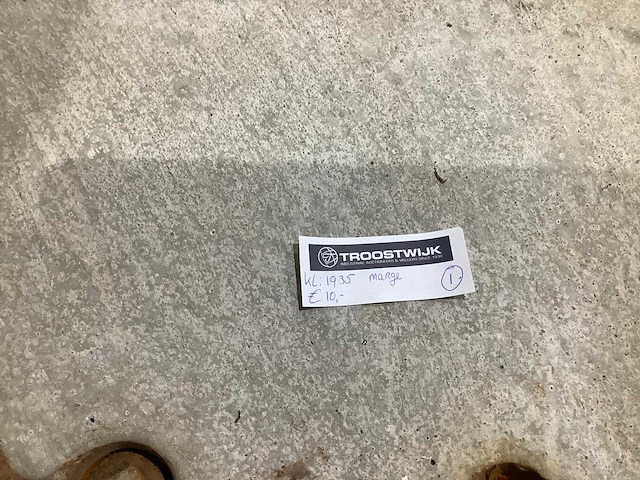 TROOSTWIJK
INDUSTRIAL AUCTIONEERS & VALUERS SINCE 1930
KL: 1935 marge
€ 10,-
1